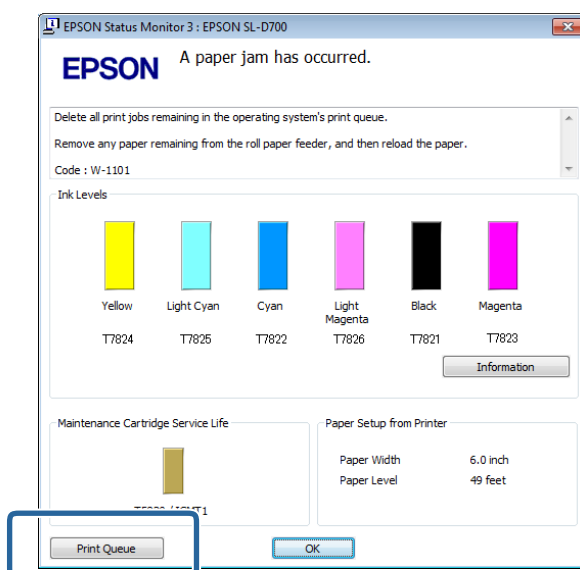 EPSON Status Monitor 3 : EPSON SL-D700
EPSON
A paper jam has occurred.
Delete all print jobs remaining in the operating system's print queue.
Remove any paper remaining from the roll paper feeder, and then reload the paper.
Code : W-1101
Ink Levels
Yellow Light Cyan Cyan Light Magenta Black Magenta
T7824 T7825 T7822 T7826 T7821 T7823
Information
Maintenance Cartridge Service Life
Paper Setup from Printer
Paper Width 6.0 inch
Paper Level 49 feet
Print Queue
OK